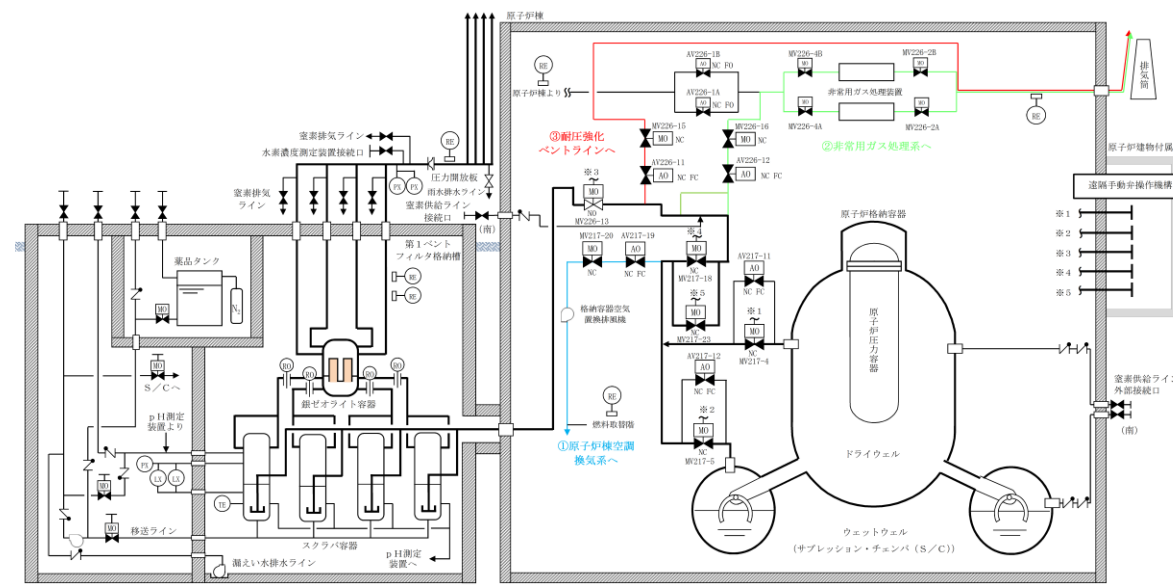 原子炉棟
RE
原子炉棟より
AV226-1B
AO
NC FO
AV226-1A
AO
NC FO
MV226-4B
MO
MV226-2B
MO
非常用ガス処理装置
MV226-4A
MO
MV226-2A
MO
RE
排気筒
②非常用ガス処理系へ
③耐圧強化
ベントラインへ
MV226-15
MO
NC
AV226-11
AO
NC FC
MV226-16
MO
NC
AV226-12
AO
NC FC
窒素排気ライン
水素濃度測定装置接続口
RE
PX
PX
圧力開放板
雨水排水ライン
窒素排気
ライン
窒素供給ライン
接続口
(南)
※3
MO
NO
MV226-13
MV217-20
MO
NC
AV217-19
AO
NC FC
※4
MO
NC
MV217-18
※5
MO
NC
MV217-23
AV217-11
AO
NC FC
※1
MO
NC
MV217-4
AV217-12
AO
NC FC
※2
MO
NC
MV217-5
格納容器空気
置換排風機
RE
燃料取替階
①原子炉棟空調
換気系へ
原子炉格納容器
原子炉圧力容器
ドライウェル
ウェットウェル
(サプレッション・チェンバ(S/C))
原子炉建物付属
遠隔手動弁操作機構
※1
※2
※3
※4
※5
窒素供給ライン
外部接続口
(南)
第1ベント
フィルタ格納槽
RE
RE
薬品タンク
N₂
MO
MO
S/Cへ
pH測定
装置より
RO
RO
RO
RO
銀ゼオライト容器
PX
LX
LX
MO
TE
MO
移送ライン
スクラバ容器
漏えい水排水ライン
pH測定
装置へ